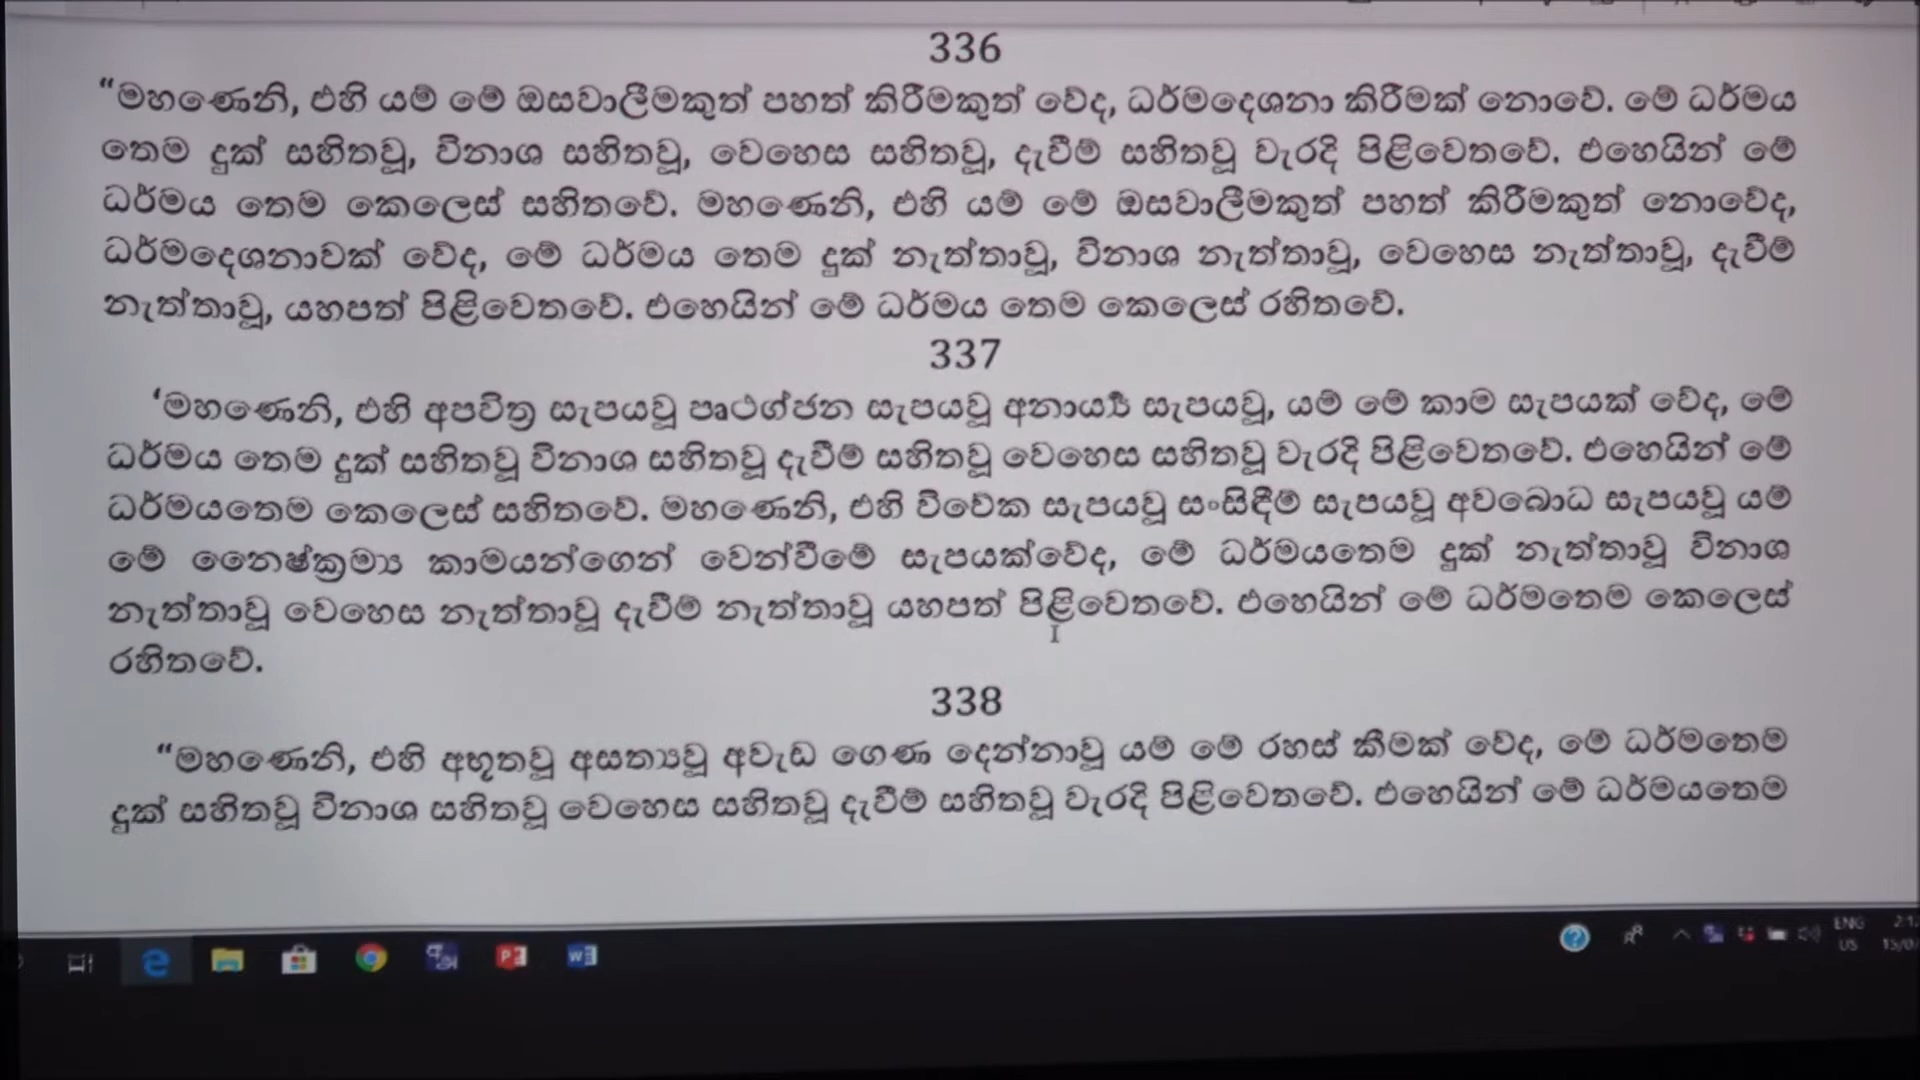 336
“මහණෙනි, එහි යම් මේ ඔසවාලීමකුත් පහත් කිරීමකුත් වේද, ධර්මදෙශනා කිරීමක් නොවේ. මේ ධර්මය
තෙම දුක් සහිතවූ, විනාශ සහිතවූ, වෙහෙස සහිතවූ, දැවීම් සහිතවූ වැරදි පිළිවෙතවේ. එහෙයින් මේ
ධර්මය තෙම කෙලෙස් සහිතවේ. මහණෙනි, එහි යම් මේ ඔසවාලීමකුත් පහත් කිරීමකුත් නොවේද,
ධර්මදෙශනාවක් වේද, මේ ධර්මය තෙම දුක් නැත්තාවූ, විනාශ නැත්තාවූ, වෙහෙස නැත්තාවූ, දැවීම්
නැත්තාවූ, යහපත් පිළිවෙතවේ. එහෙයින් මේ ධර්මය තෙම කෙලෙස් රහිතවේ.
337
‘මහණෙනි, එහි අපවිත්‍ර සැපයවූ පෘථග්ජන සැපයවූ අනාර්‍ය්‍ය සැපයවූ, යම් මේ කාම සැපයක් වේද, මේ
ධර්මය තෙම දුක් සහිතවූ විනාශ සහිතවූ දැවීම් සහිතවූ වෙහෙස සහිතවූ වැරදි පිළිවෙතවේ. එහෙයින් මේ
ධර්මයතෙම කෙලෙස් සහිතවේ. මහණෙනි, එහි විවේක සැපයවූ සංසිඳීම් සැපයවූ අවබොධ සැපයවූ යම්
මේ නෛෂ්ක්‍රම්‍ය කාමයන්ගෙන් වෙන්වීමේ සැපයක්වේද, මේ ධර්මයතෙම දුක් නැත්තාවූ විනාශ
නැත්තාවූ වෙහෙස නැත්තාවූ දැවීම් නැත්තාවූ යහපත් පිළිවෙතවේ. එහෙයින් මේ ධර්මතෙම කෙලෙස්
රහිතවේ.
338
“මහණෙනි, එහි අභූතවූ අසත්‍යවූ අවැඩ ගෙණ දෙන්නාවූ යම් මේ රහස් කීමක් වේද, මේ ධර්මතෙම
දුක් සහිතවූ විනාශ සහිතවූ වෙහෙස සහිතවූ දැවීම් සහිතවූ වැරදි පිළිවෙතවේ. එහෙයින් මේ ධර්මයතෙම
ENG
US